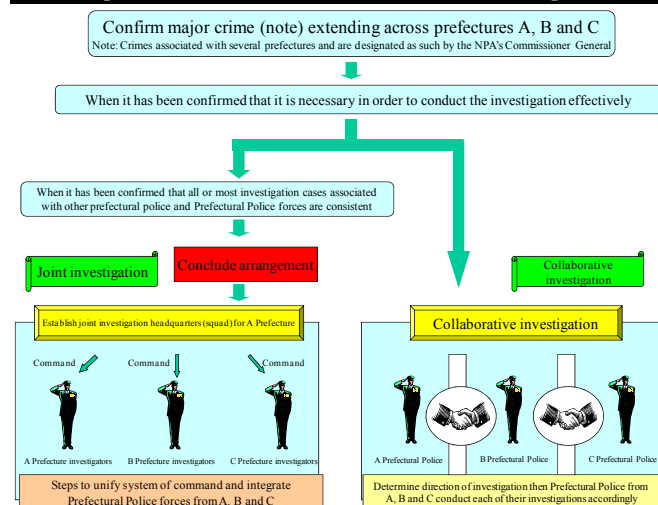 Confirm major crime (note) extending across prefectures A, B and C
Note: Crimes associated with several prefectures and are designated as such by the NPA's Commissioner General
When it has been confirmed that it is necessary in order to conduct the investigation effectively
When it has been confirmed that all or most investigation cases associated
with other prefectural police and Prefectural Police forces are consistent
Joint investigation
Conclude arrangement
Collaborative
investigation
Establish joint investigation headquarters (squad) for A Prefecture
Collaborative investigation
Command
Command
Command
A Prefecture investigators
B Prefecture investigators
C Prefecture investigators
A Prefectural Police
B Prefectural Police
C Prefectural Police
Steps to unify system of command and integrate
Prefectural Police forces from A, B and C
Determine direction of investigation then Prefectural Police from
A, B and C conduct each of their investigations accordingly